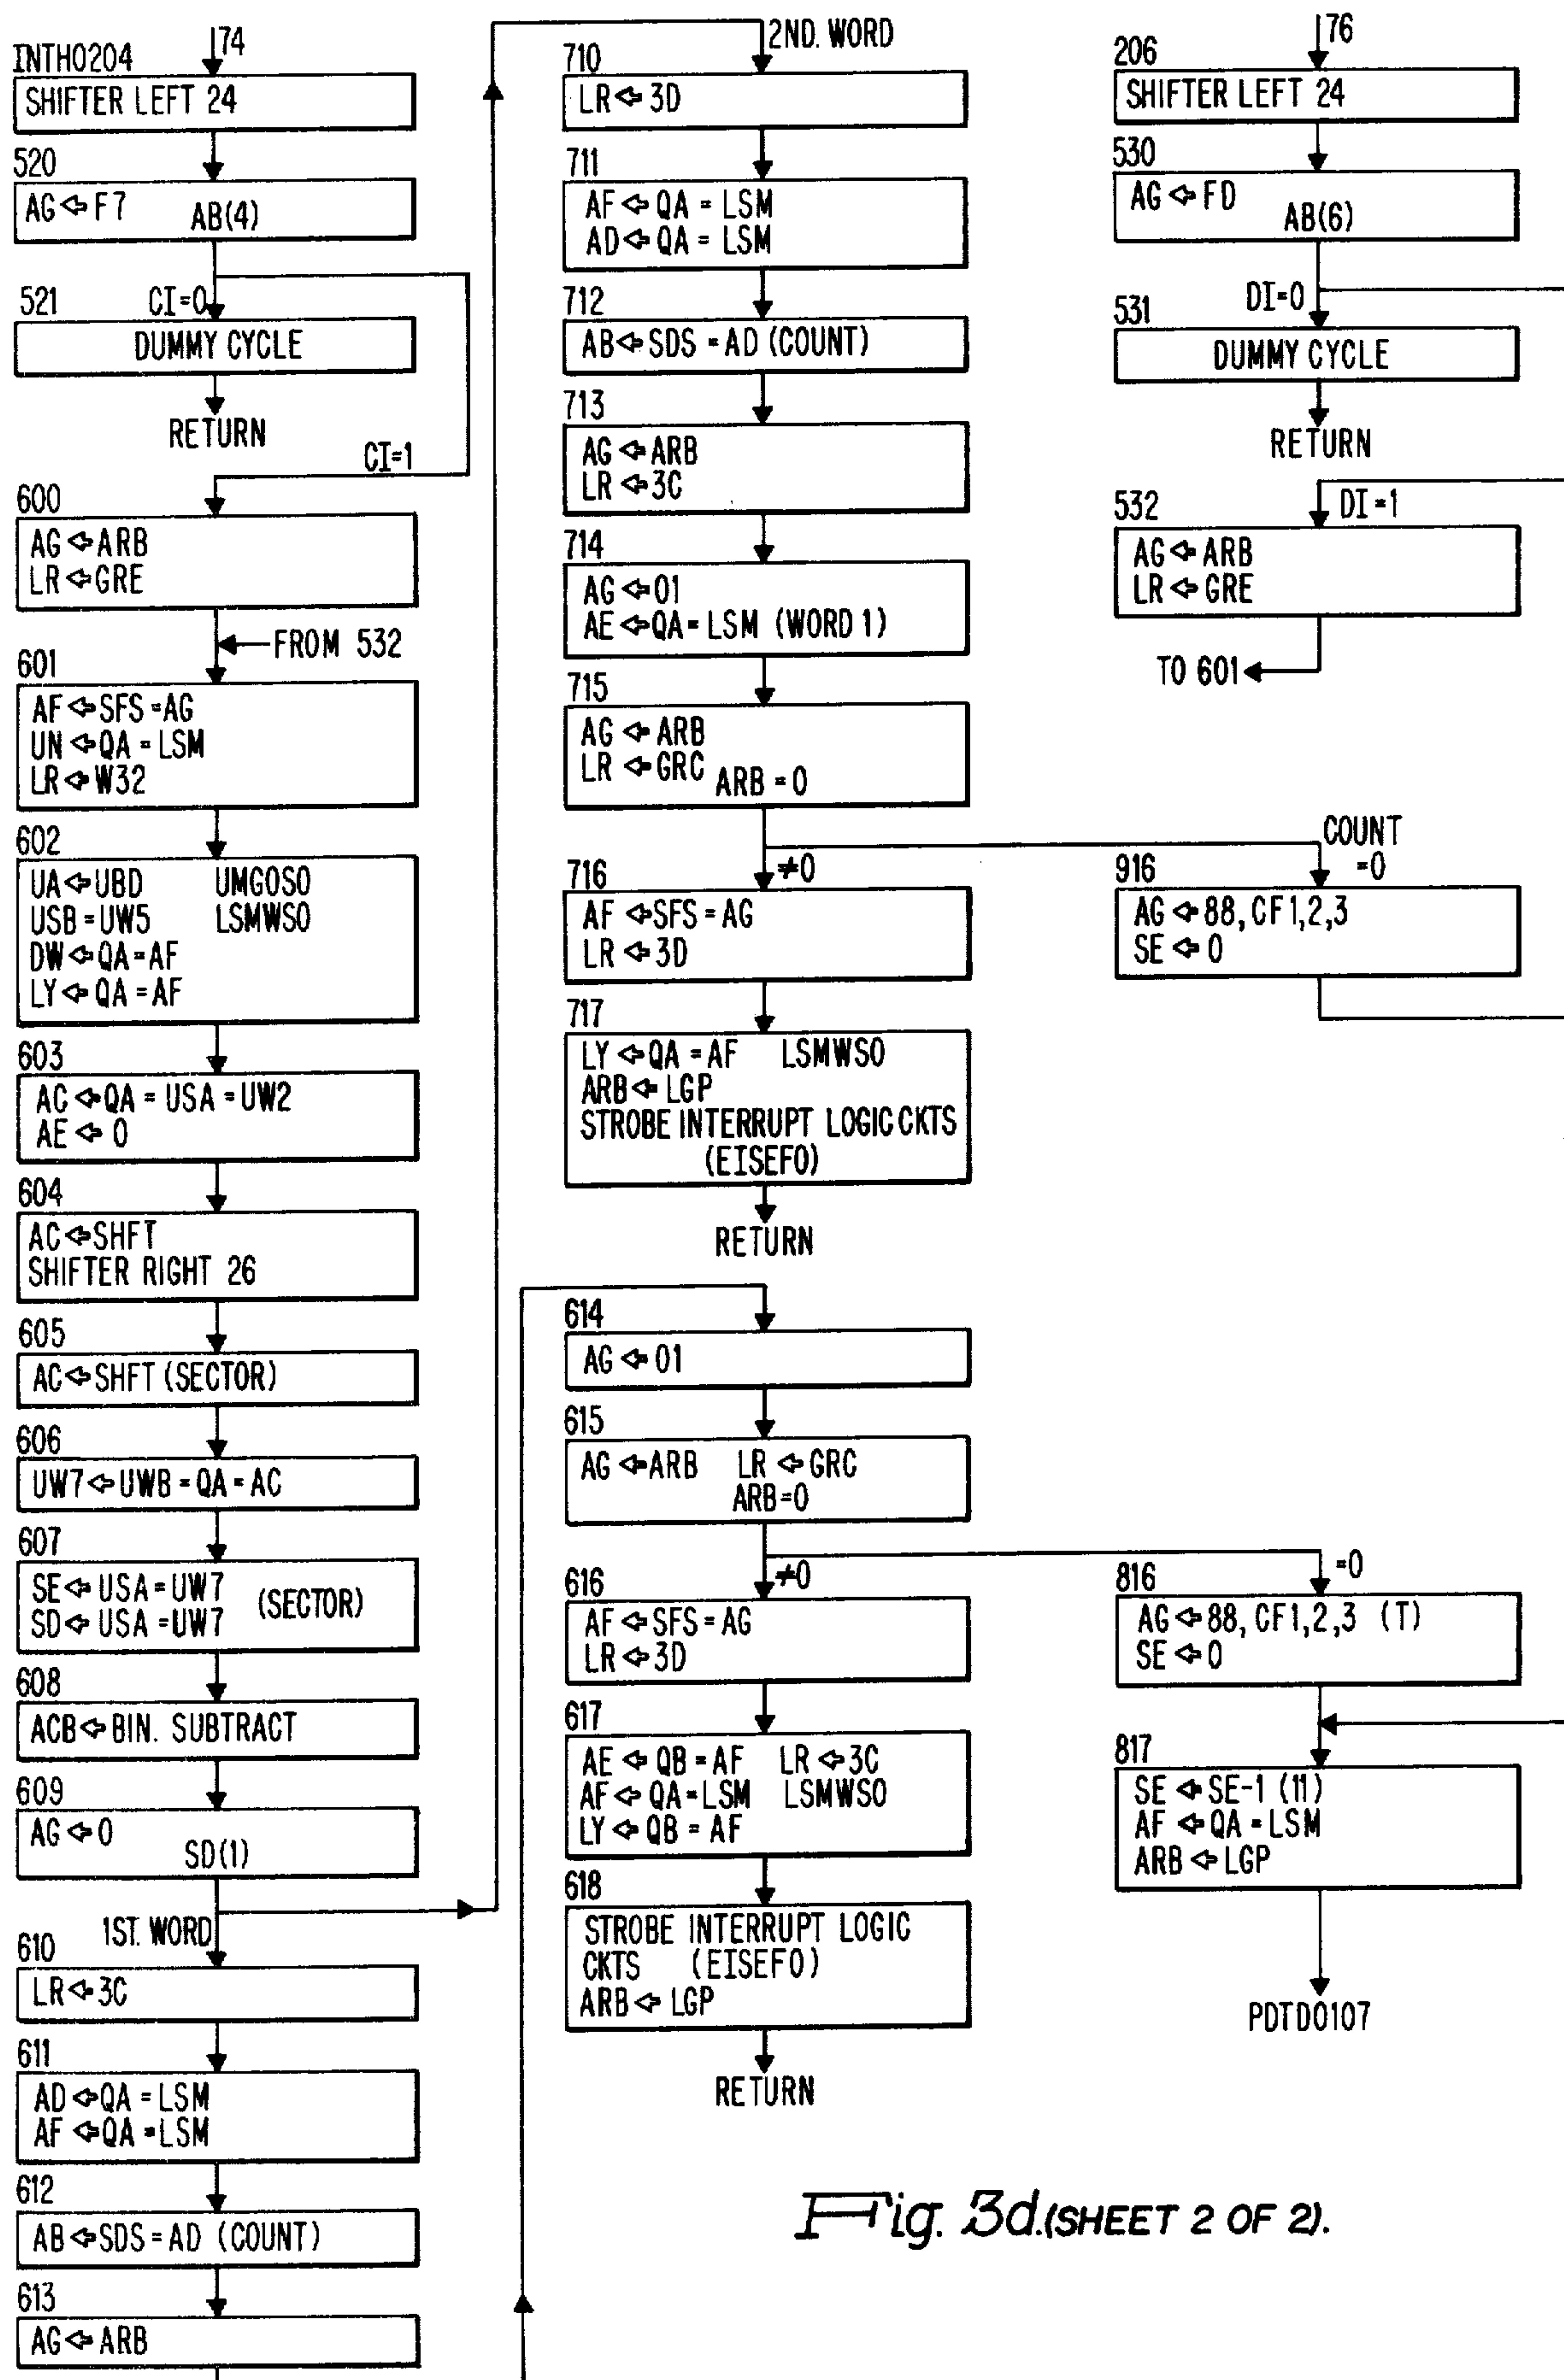 74
INTH0204
SHIFTER LEFT 24
520
AG ⇐ F7
AB(4)
CI=0
521
DUMMY CYCLE
RETURN
CI=1
600
AG ⇐ ARB
LR ⇐ GRE
FROM 532
601
AF ⇐ SFS = AG
UN ⇐ QA = LSM
LR ⇐ W32
602
UA ⇐ UBD UMGOSO
USB = UW5 LSMWSO
DW ⇐ QA = AF
LY ⇐ QA = AF
603
AC ⇐ QA = USA = UW2
AE ⇐ 0
604
AC ⇐ SHFT
SHIFTER RIGHT 26
605
AC ⇐ SHFT (SECTOR)
606
UW7 ⇐ UWB = QA = AC
607
SE ⇐ USA = UW7
SD ⇐ USA = UW7
(SECTOR)
608
ACB ⇐ BIN. SUBTRACT
609
AG ⇐ 0
SD(1)
1ST. WORD
610
LR ⇐ 3C
611
AD ⇐ QA = LSM
AF ⇐ QA = LSM
612
AB ⇐ SDS = AD (COUNT)
613
AG ⇐ ARB
2ND. WORD
710
LR ⇐ 3D
711
AF ⇐ QA = LSM
AD ⇐ QA = LSM
712
AB ⇐ SDS = AD (COUNT)
713
AG ⇐ ARB
LR ⇐ 3C
714
AG ⇐ 01
AE ⇐ QA = LSM (WORD 1)
715
AG ⇐ ARB
LR ⇐ GRC
ARB = 0
≠0
716
AF ⇐ SFS = AG
LR ⇐ 3D
717
LY ⇐ QA = AF LSMWSO
ARB ⇐ LGP
STROBE INTERRUPT LOGIC CKTS
(EISEFO)
RETURN
614
AG ⇐ 01
615
AG ⇐ ARB LR ⇐ GRC
ARB = 0
≠0
616
AF ⇐ SFS = AG
LR ⇐ 3D
617
AE ⇐ QB = AF LR ⇐ 3C
AF ⇐ QA = LSM LSMWSO
LY ⇐ QB = AF
618
STROBE INTERRUPT LOGIC
CKTS (EISEFO)
ARB ⇐ LGP
RETURN
76
206
SHIFTER LEFT 24
530
AG ⇐ FD
AB(6)
DI=0
531
DUMMY CYCLE
RETURN
532
DI=1
AG ⇐ ARB
LR ⇐ GRE
TO 601
COUNT
=0
916
AG ⇐ 88, CF1,2,3
SE ⇐ 0
=0
816
AG ⇐ 88, CF1,2,3 (T)
SE ⇐ 0
817
SE ⇐ SE-1 (11)
AF ⇐ QA = LSM
ARB ⇐ LGP
PDTD0107
Fig. 3d.(SHEET 2 OF 2).